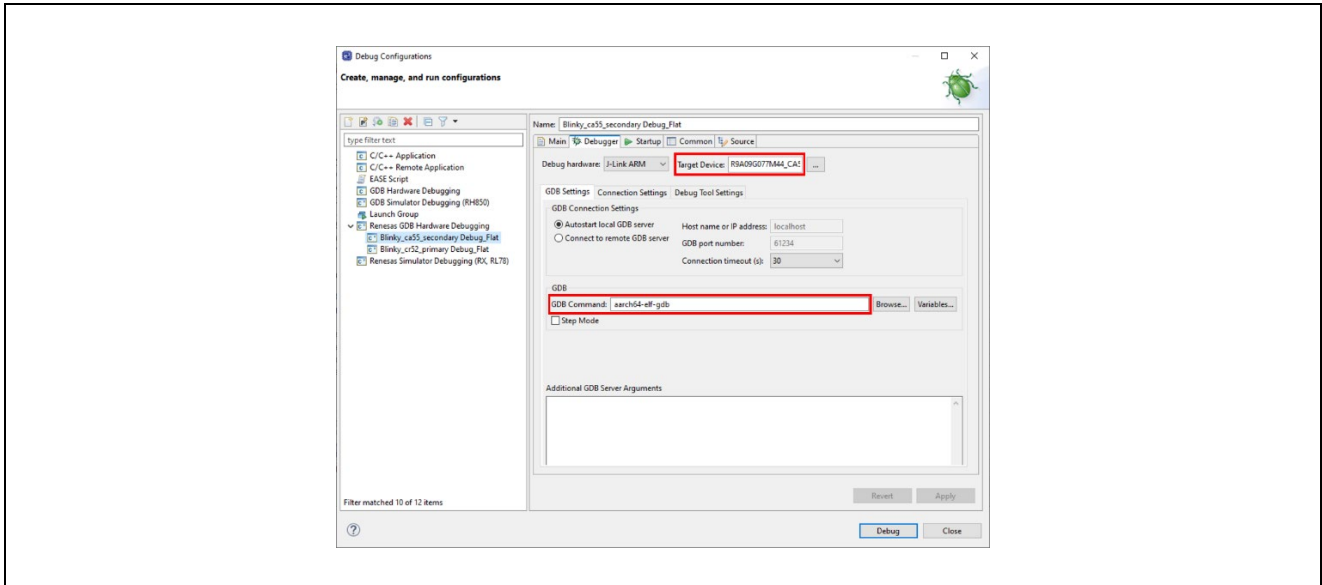 Debug Configurations
Create, manage, and run configurations
type filter text
C/C++ Application
C/C++ Remote Application
EASE Script
GDB Hardware Debugging
GDB Simulator Debugging (RH850)
Launch Group
Renesas GDB Hardware Debugging
Blinky_ca55_secondary Debug_Flat
Blinky_cr52_primary Debug_Flat
Renesas Simulator Debugging (RX, RL78)
Filter matched 10 of 12 items
Name: Blinky_ca55_secondary Debug_Flat
Main Debugger Startup Common Source
Debug hardware: J-Link ARM Target Device: R9A09G077M44_CA5 ...
GDB Settings Connection Settings Debug Tool Settings
GDB Connection Settings
Autostart local GDB server Host name or IP address: localhost
Connect to remote GDB server GDB port number: 61234
Connection timeout (s): 30
GDB
GDB Command: aarch64-elf-gdb Browse... Variables...
Step Mode
Additional GDB Server Arguments
Revert Apply
? Debug Close